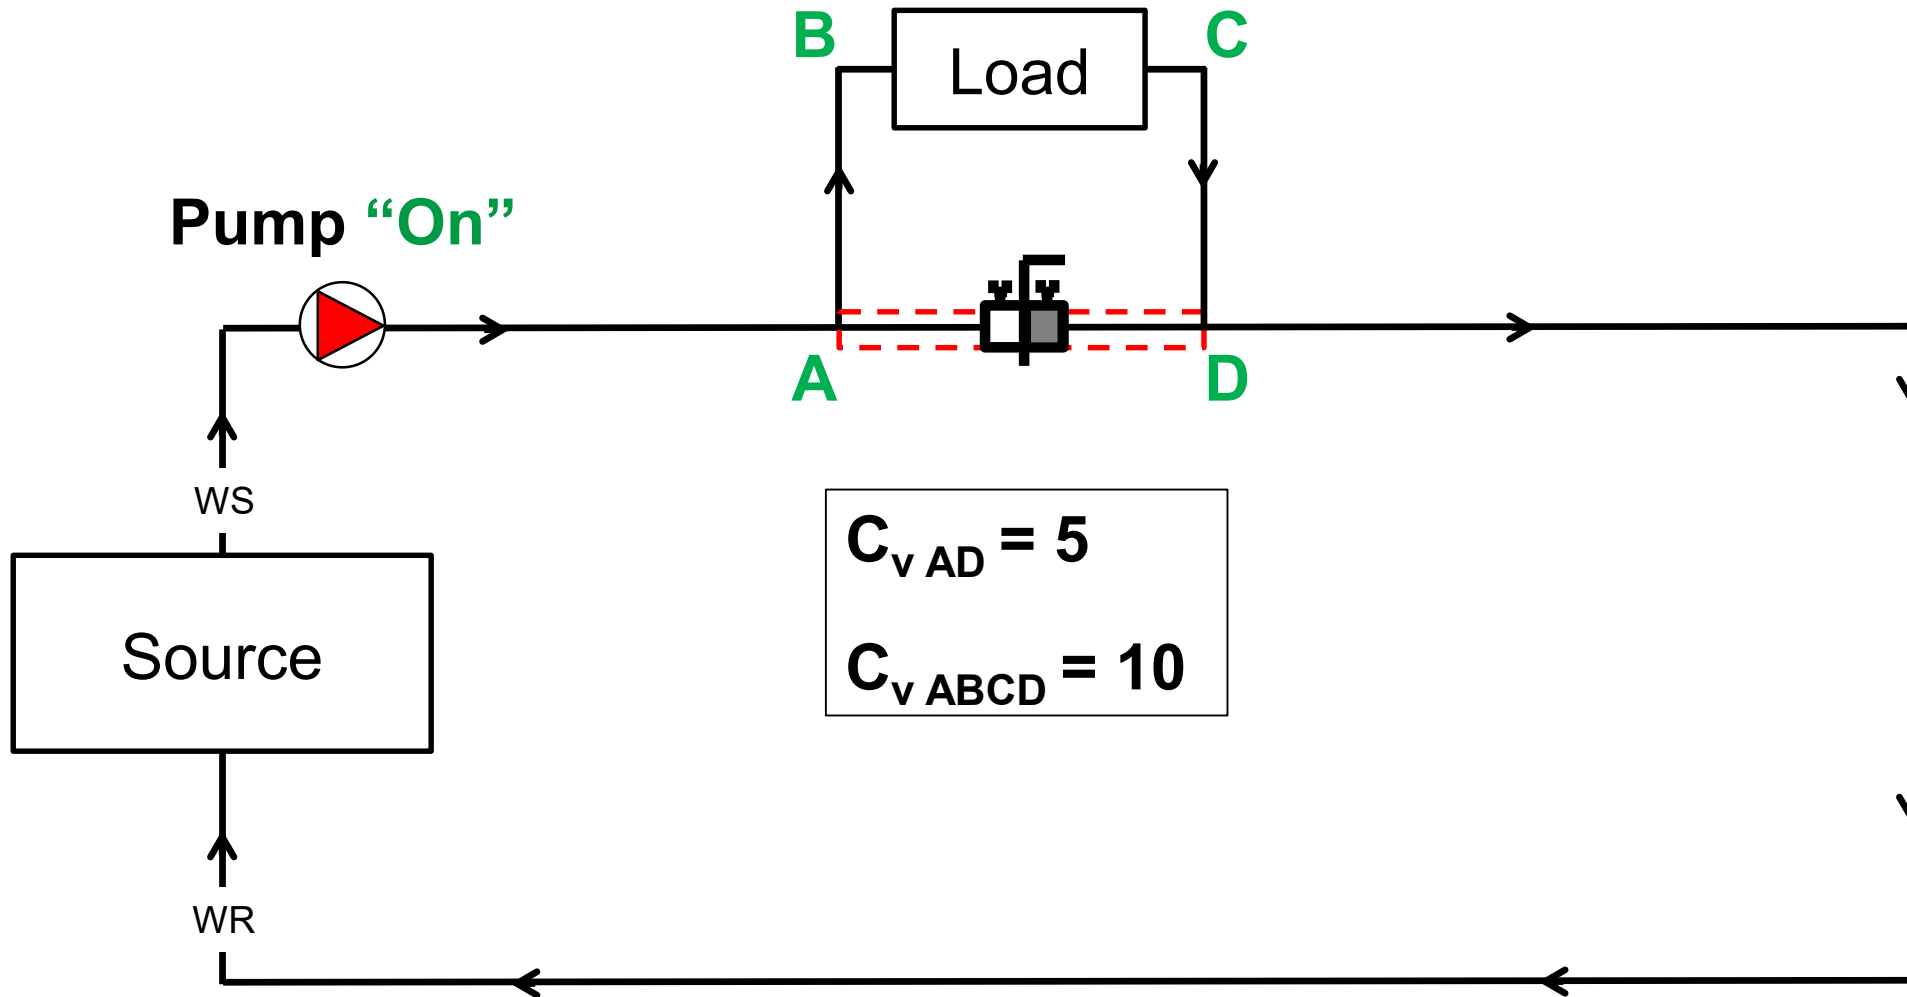 B
Load
C
Pump “On”
A
D
WS
Cv AD = 5
Source
Cv ABCD = 10
WR